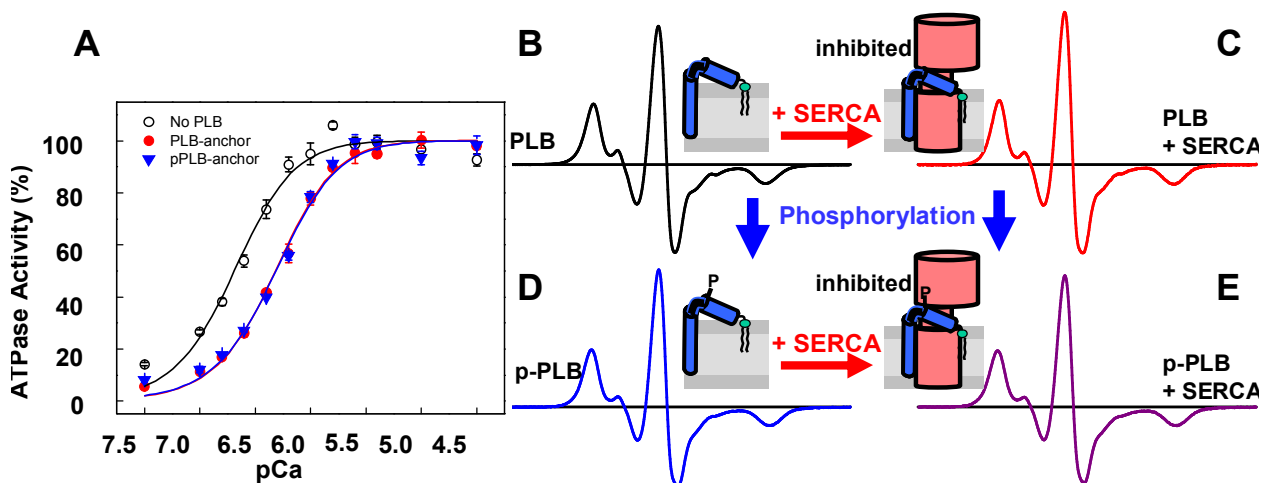 A
No PLB
PLB-anchor
pPLB-anchor
ATPase Activity (%)
100
80
60
40
20
0
7.5 7.0 6.5 6.0 5.5 5.0 4.5
pCa
B
PLB
+ SERCA
inhibited
C
PLB
+ SERCA
Phosphorylation
D
P
p-PLB
+ SERCA
inhibited
P
E
p-PLB
+ SERCA